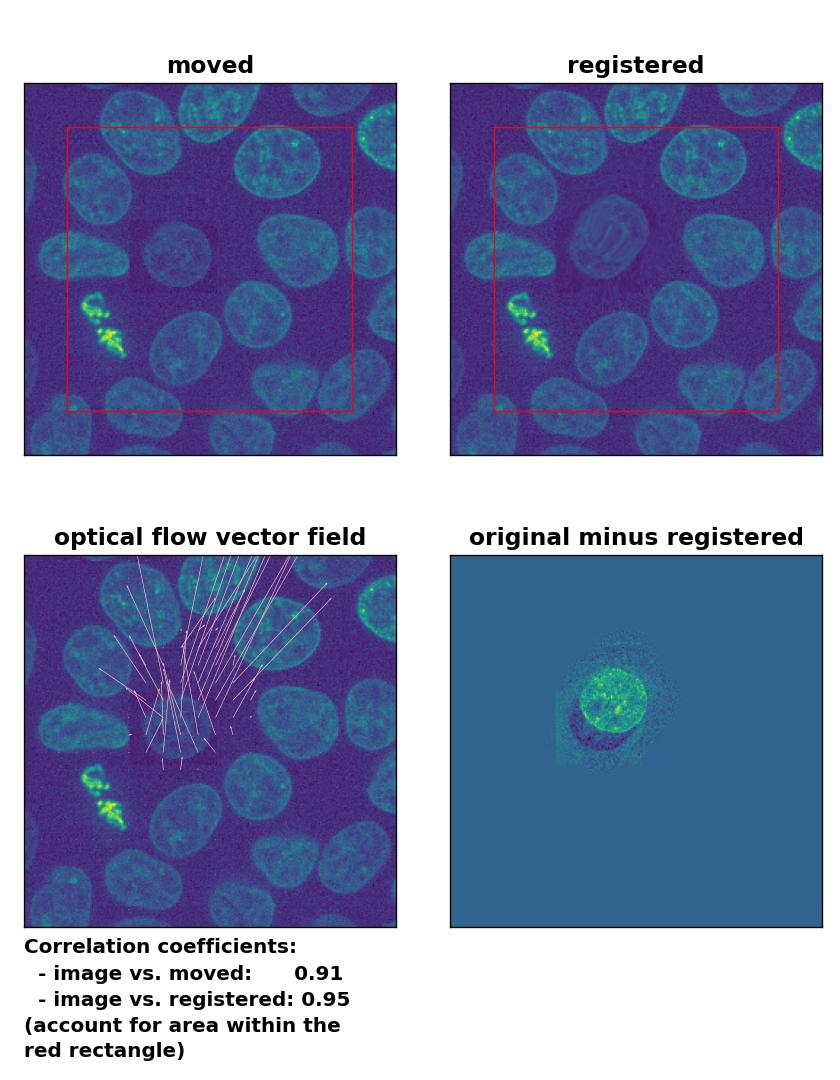 moved
registered
optical flow vector field
original minus registered
Correlation coefficients:
- image vs. moved: 0.91
- image vs. registered: 0.95
(account for area within the
red rectangle)